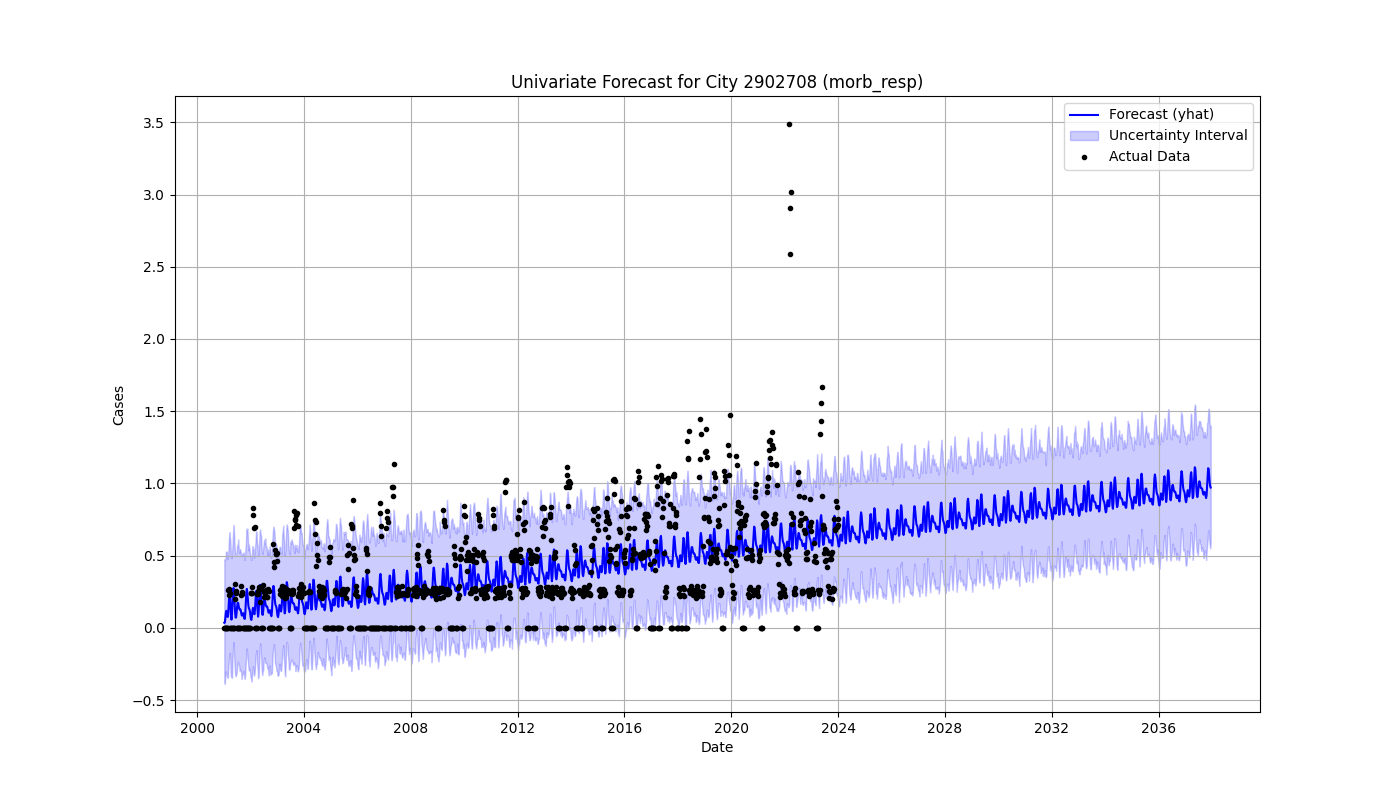 Univariate Forecast for City 2902708 (morb_resp)
Forecast (yhat)
Uncertainty Interval
Actual Data
Cases
3.5
3.0
2.5
2.0
1.5
1.0
0.5
0.0
−0.5
2000 2004 2008 2012 2016 2020 2024 2028 2032 2036
Date